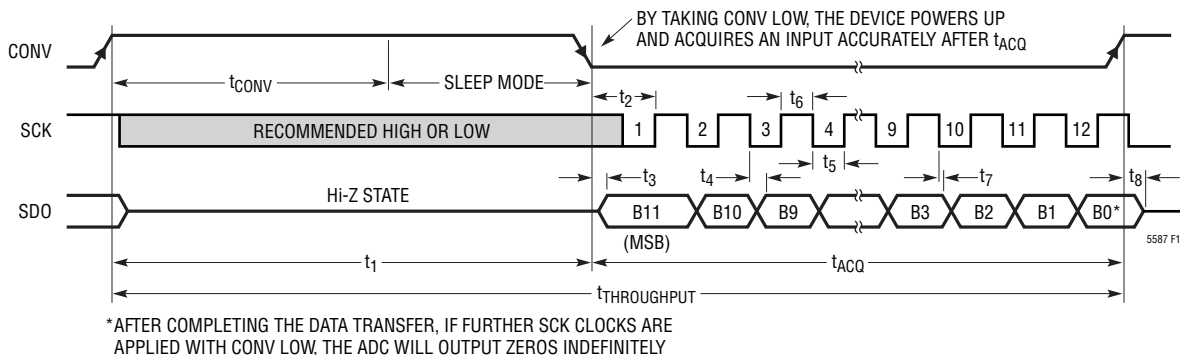 BY TAKING CONV LOW, THE DEVICE POWERS UP
AND ACQUIRES AN INPUT ACCURATELY AFTER tACQ
CONV
tCONV
SLEEP MODE
t2
t6
SCK
RECOMMENDED HIGH OR LOW
1
2
3
4
9
10
11
12
t3
t4
t5
t7
t8
Hi-Z STATE
SDO
B11
B10
B9
B3
B2
B1
B0*
(MSB)
5587 F1
t1
tACQ
tTHROUGHPUT
*AFTER COMPLETING THE DATA TRANSFER, IF FURTHER SCK CLOCKS ARE
APPLIED WITH CONV LOW, THE ADC WILL OUTPUT ZEROS INDEFINITELY